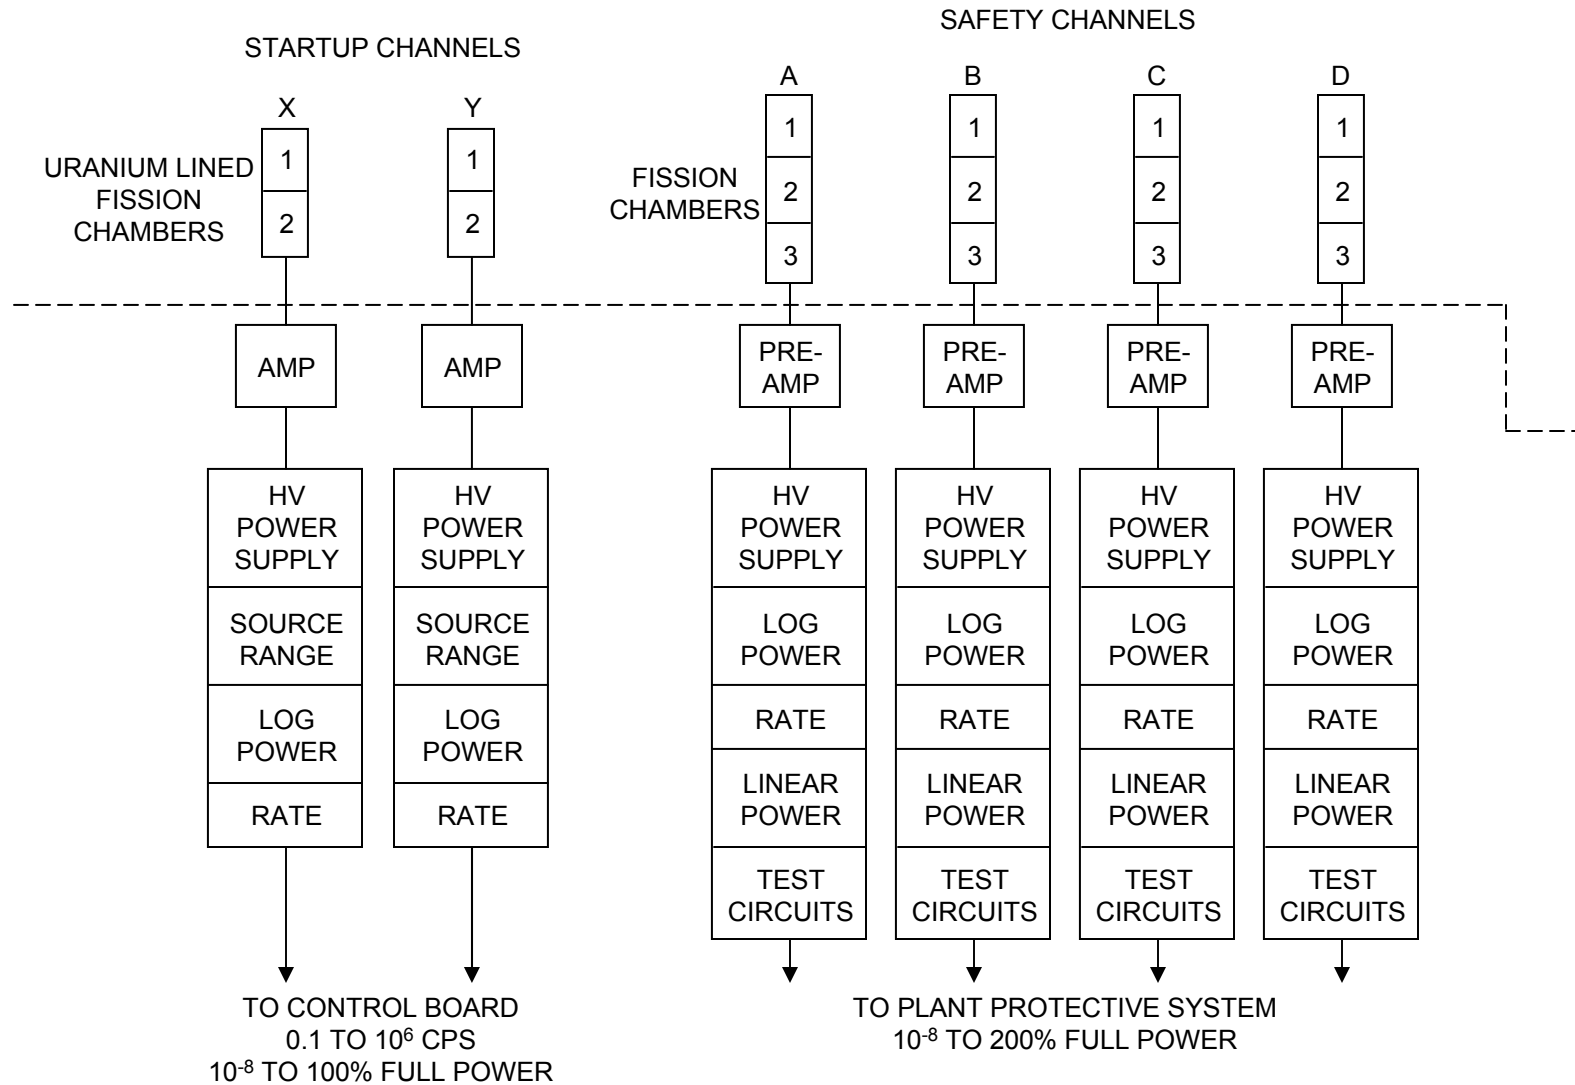 SAFETY CHANNELS
STARTUP CHANNELS
X
Y
A
B
C
D
URANIUM LINED
FISSION
CHAMBERS
1
2
1
2
FISSION
CHAMBERS
1
2
3
1
2
3
1
2
3
1
2
3
AMP
AMP
PRE-
AMP
PRE-
AMP
PRE-
AMP
PRE-
AMP
HV
POWER
SUPPLY
SOURCE
RANGE
LOG
POWER
RATE
HV
POWER
SUPPLY
SOURCE
RANGE
LOG
POWER
RATE
HV
POWER
SUPPLY
LOG
POWER
RATE
LINEAR
POWER
TEST
CIRCUITS
HV
POWER
SUPPLY
LOG
POWER
RATE
LINEAR
POWER
TEST
CIRCUITS
HV
POWER
SUPPLY
LOG
POWER
RATE
LINEAR
POWER
TEST
CIRCUITS
HV
POWER
SUPPLY
LOG
POWER
RATE
LINEAR
POWER
TEST
CIRCUITS
TO CONTROL BOARD
0.1 TO 10⁶ CPS
10⁻⁸ TO 100% FULL POWER
TO PLANT PROTECTIVE SYSTEM
10⁻⁸ TO 200% FULL POWER